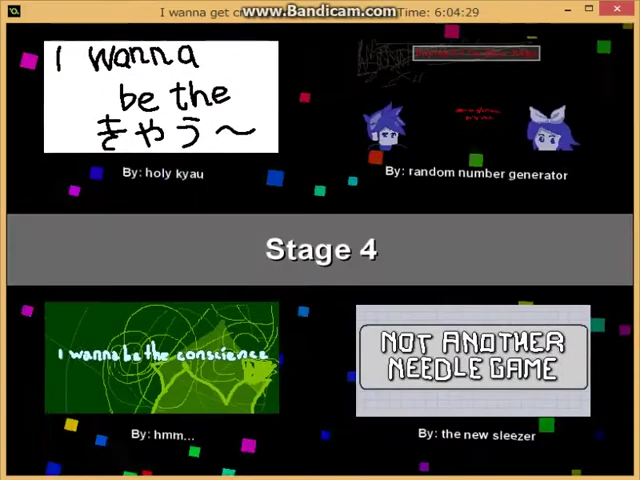 I wanna get c
www.Bandicam.com
Time: 6:04:29
I wanna
be the
きゃう～
By: holy kyau
By: random number generator
Stage 4
I wanna be the conscience
NOT ANOTHER
NEEDLE GAME
By: hmm...
By: the new sleezer